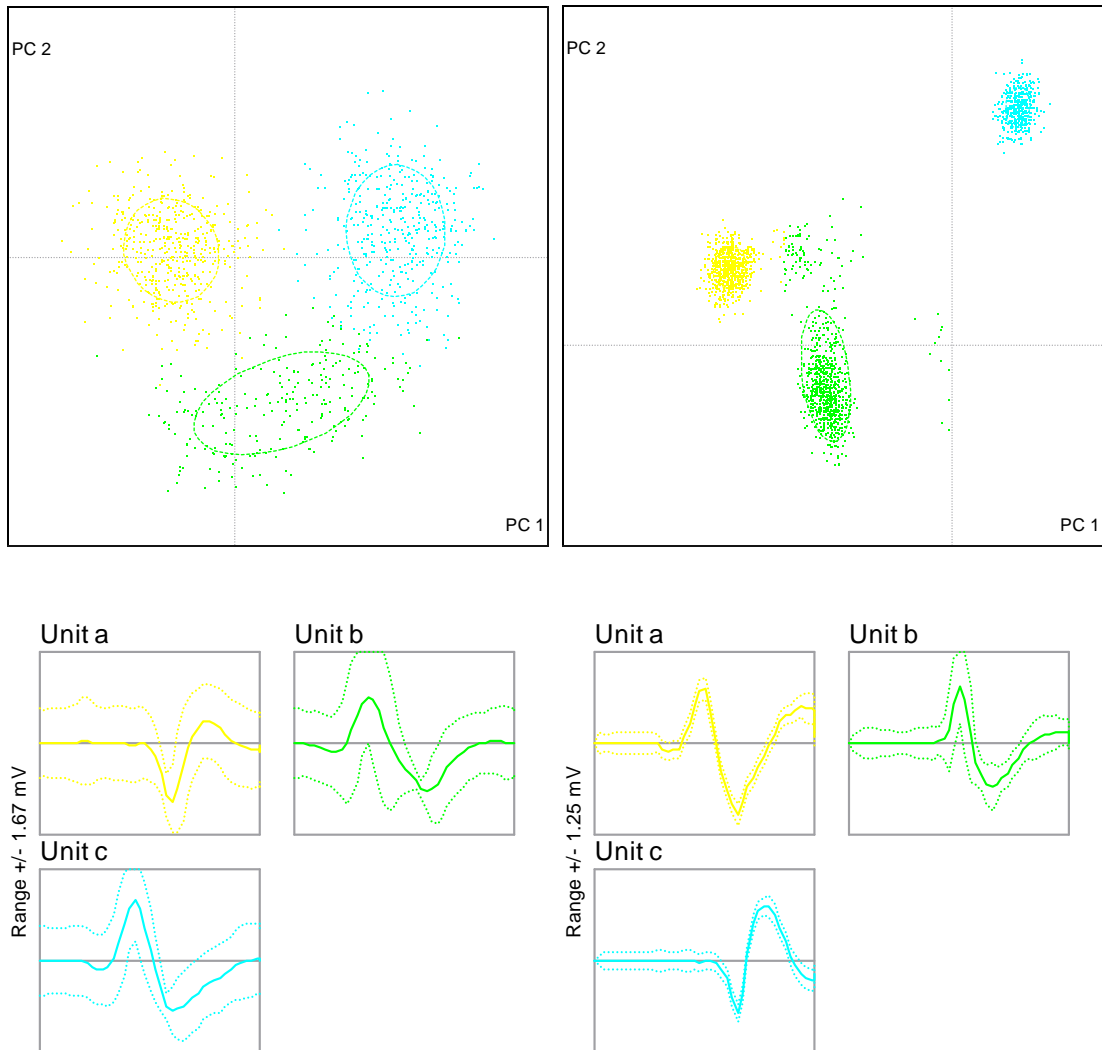 PC 2
PC 1
PC 2
PC 1
Unit a
Unit b
Unit c
Range +/- 1.67 mV
Unit a
Unit b
Unit c
Range +/- 1.25 mV